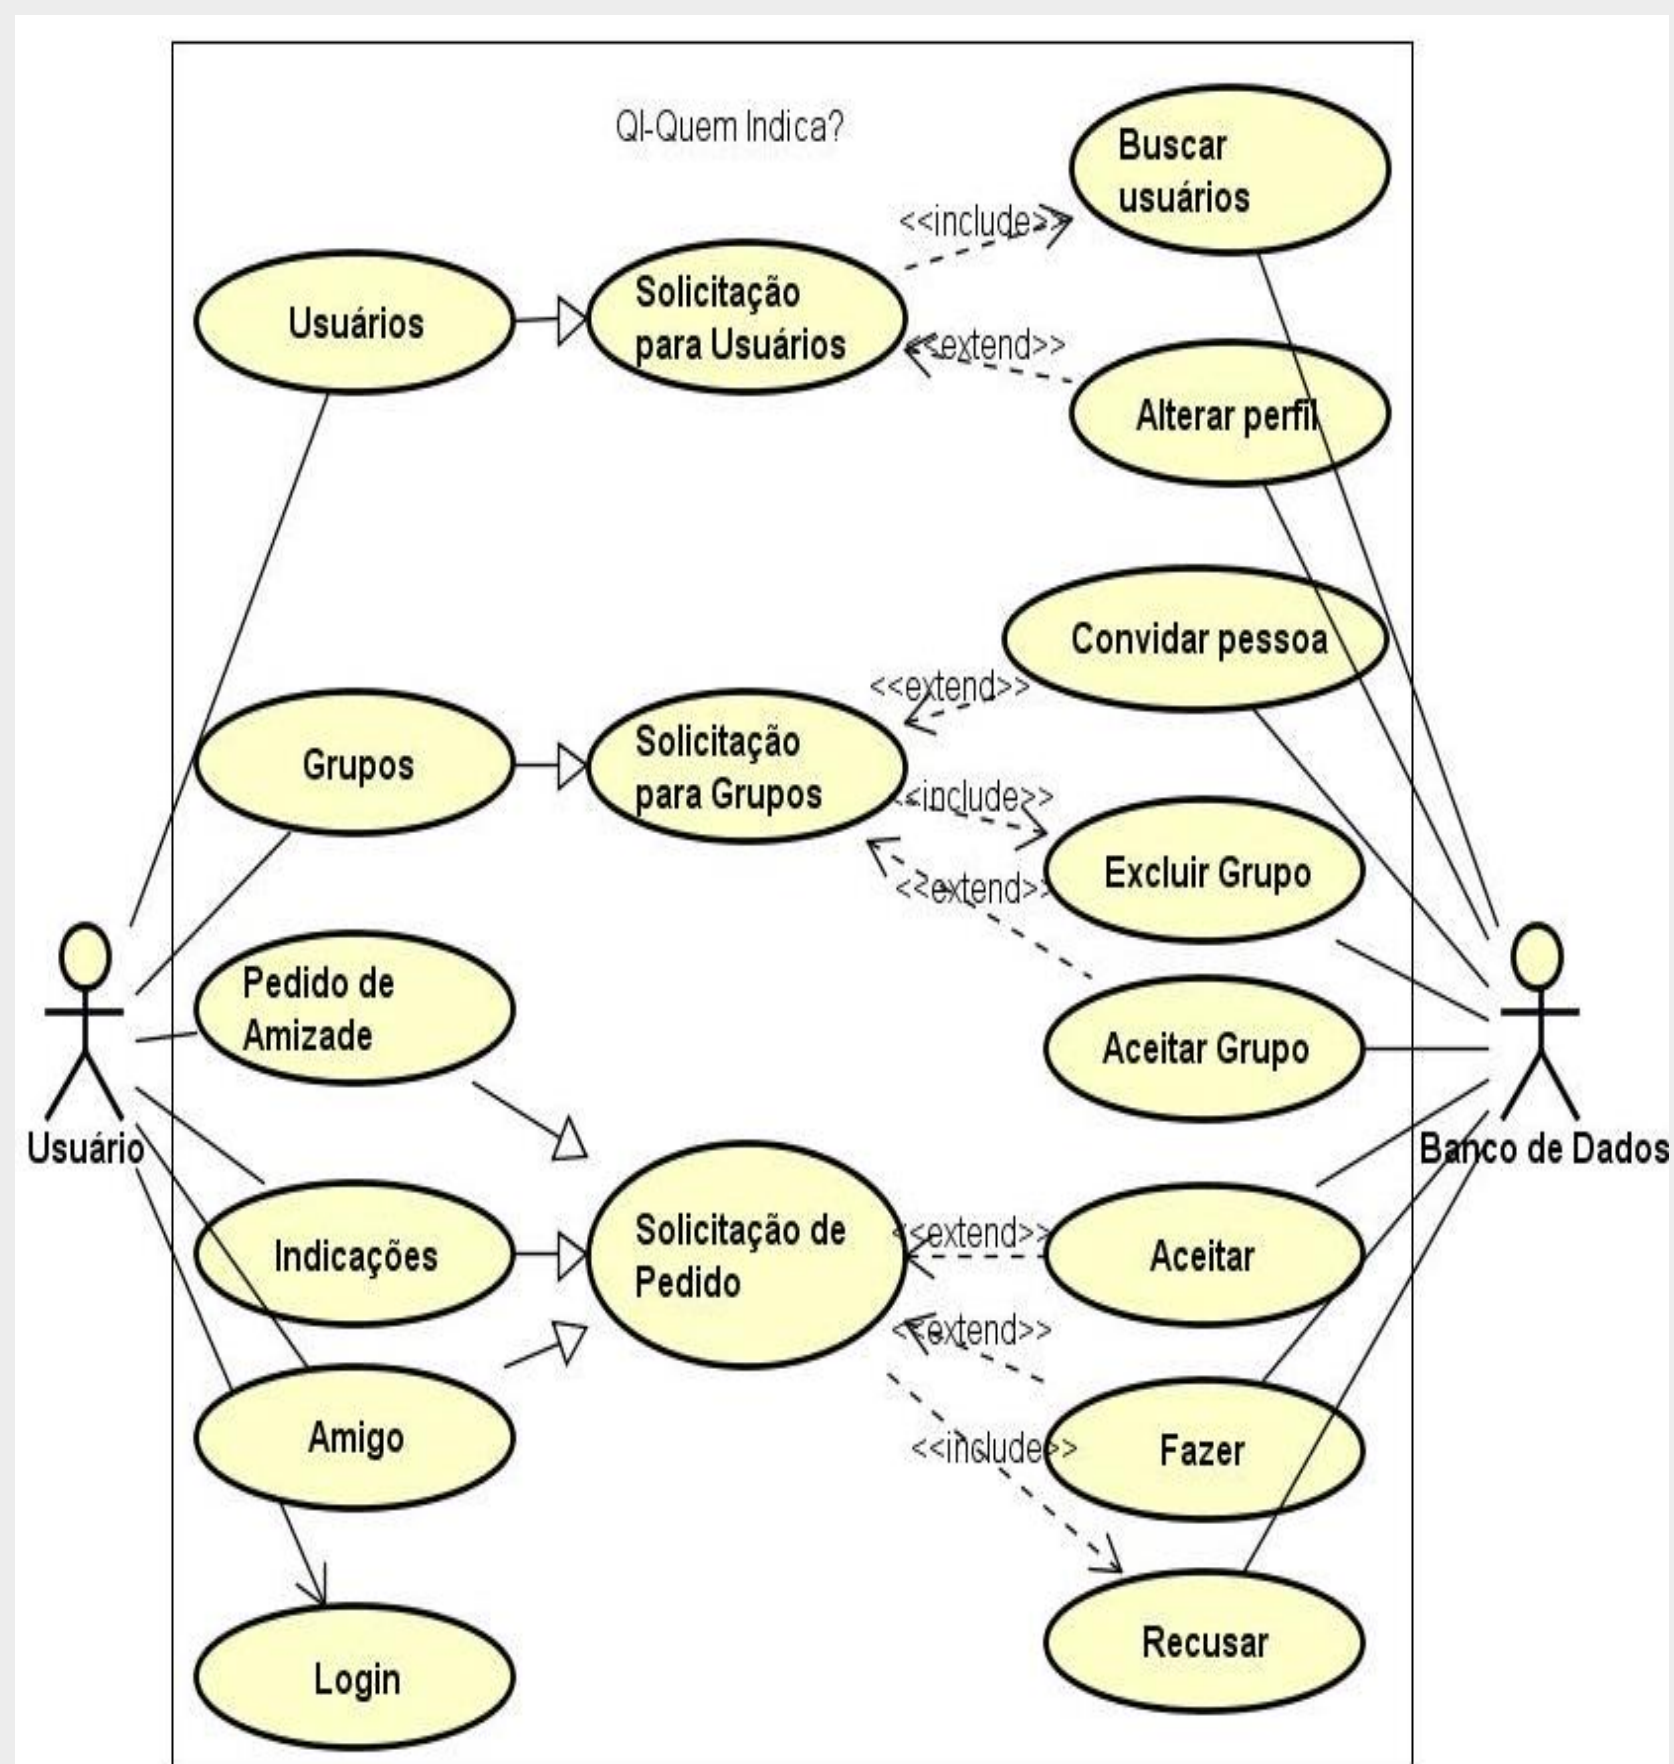 QI-Quem Indica?
Buscar
usuários
<<include>>
Usuários
Solicitação
para Usuários
<<extend>>
Alterar perfil
Convidar pessoa
<<extend>>
Grupos
Solicitação
para Grupos
<<include>>
Excluir Grupo
<<extend>>
Pedido de
Amizade
Aceitar Grupo
Usuário
Banco de Dados
Indicações
Solicitação de
Pedido
<<extend>>
Aceitar
<<extend>>
Amigo
<<include>>
Fazer
Login
Recusar